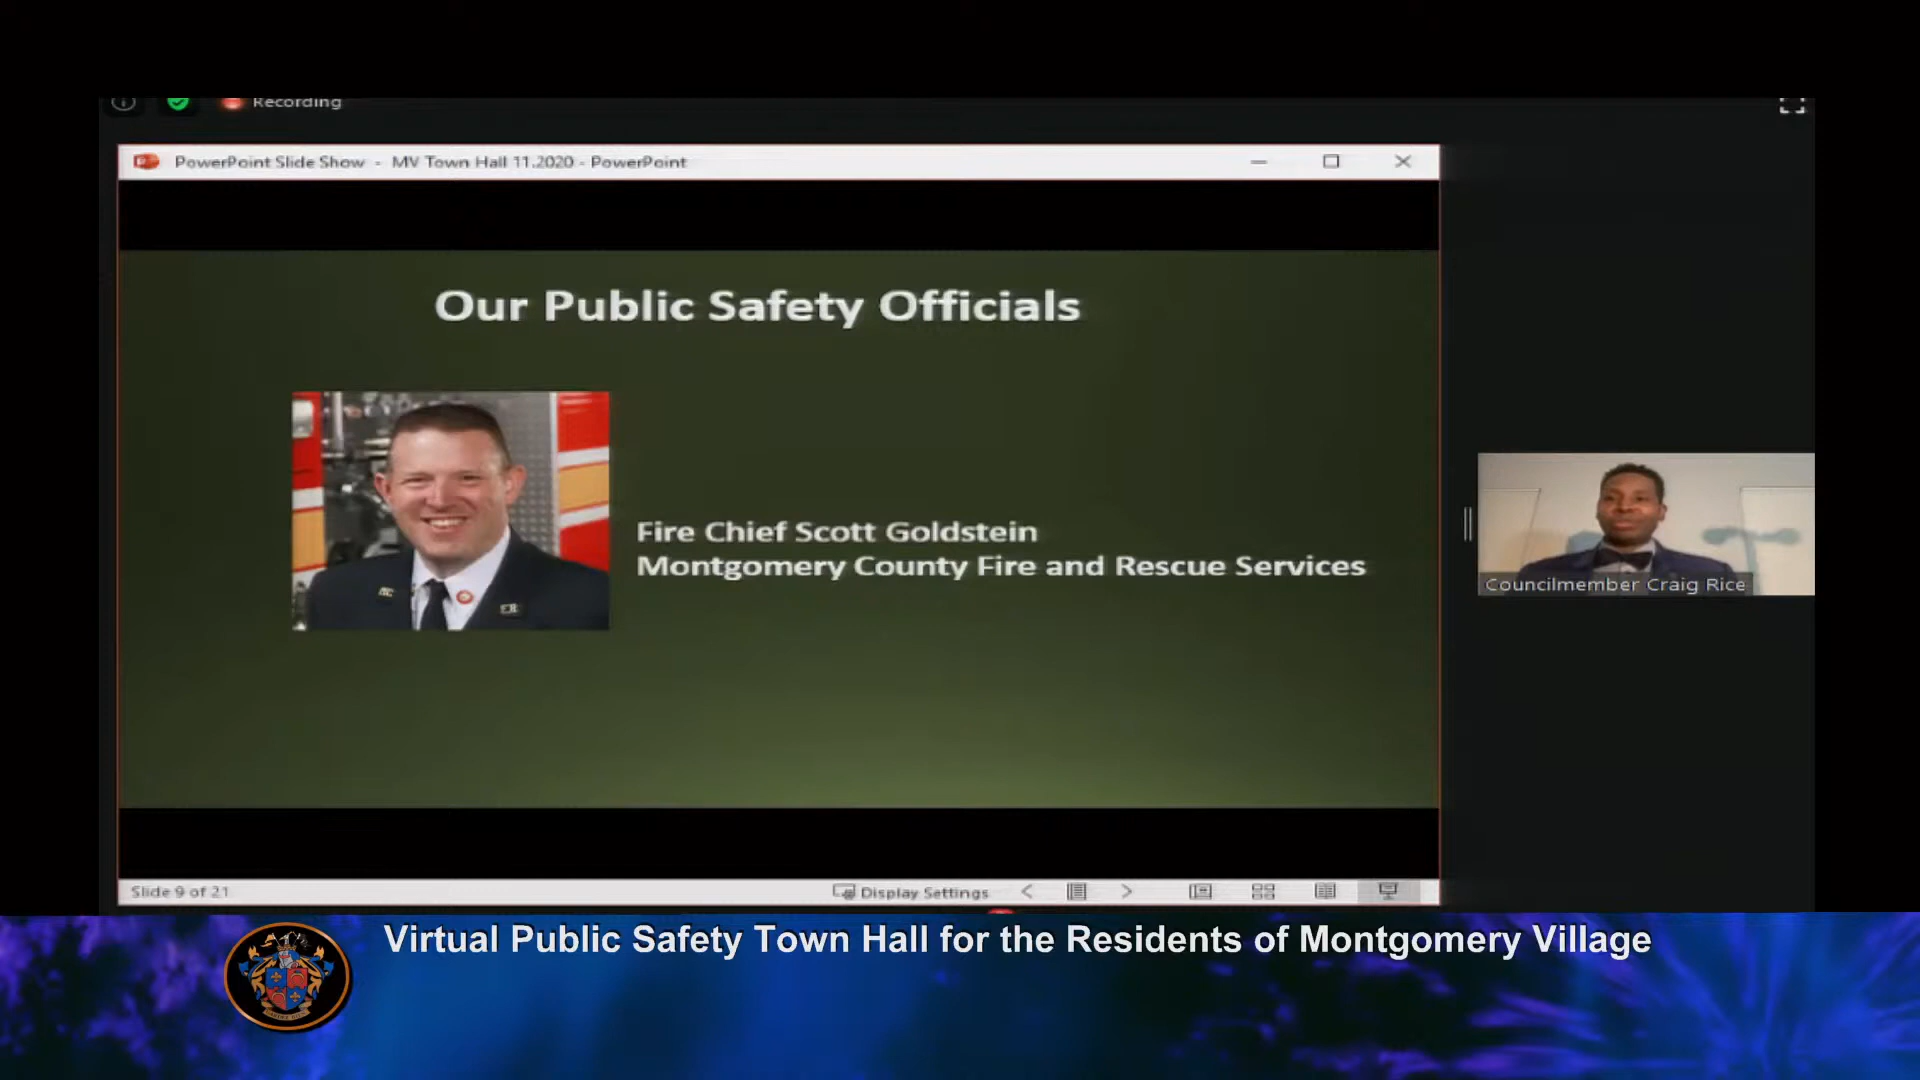 Recording
PowerPoint Slide Show - MV Town Hall 11.2020 - PowerPoint
Our Public Safety Officials
Fire Chief Scott Goldstein
Montgomery County Fire and Rescue Services
Councilmember Craig Rice
Slide 9 of 21
Display Settings
Virtual Public Safety Town Hall for the Residents of Montgomery Village